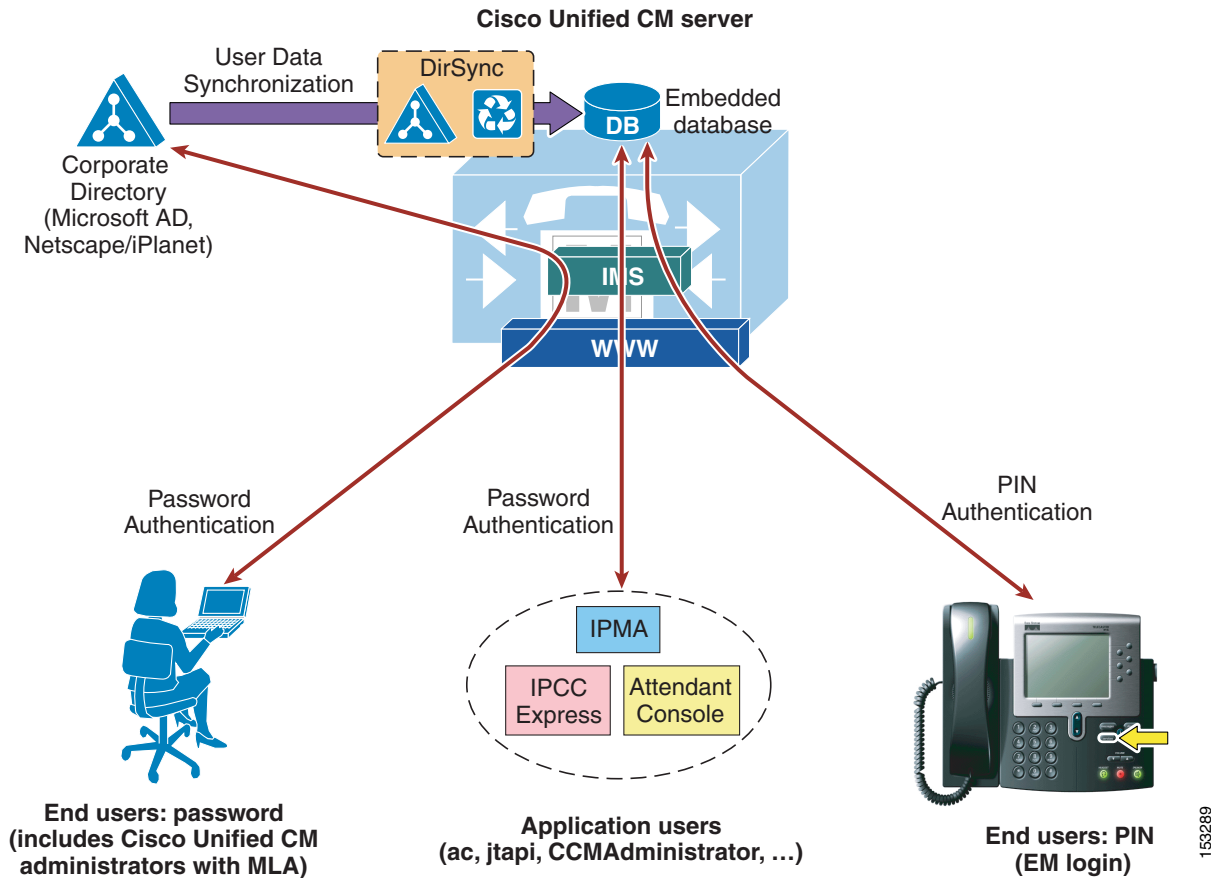 Cisco Unified CM server
User Data
Synchronization
DirSync
DB
Embedded
database
Corporate
Directory
(Microsoft AD,
Netscape/iPlanet)
IMS
WWW
Password
Authentication
Password
Authentication
PIN
Authentication
IPMA
IPCC
Express
Attendant
Console
End users: password
(includes Cisco Unified CM
administrators with MLA)
Application users
(ac, jtapi, CCMAdministrator, …)
End users: PIN
(EM login)
153289